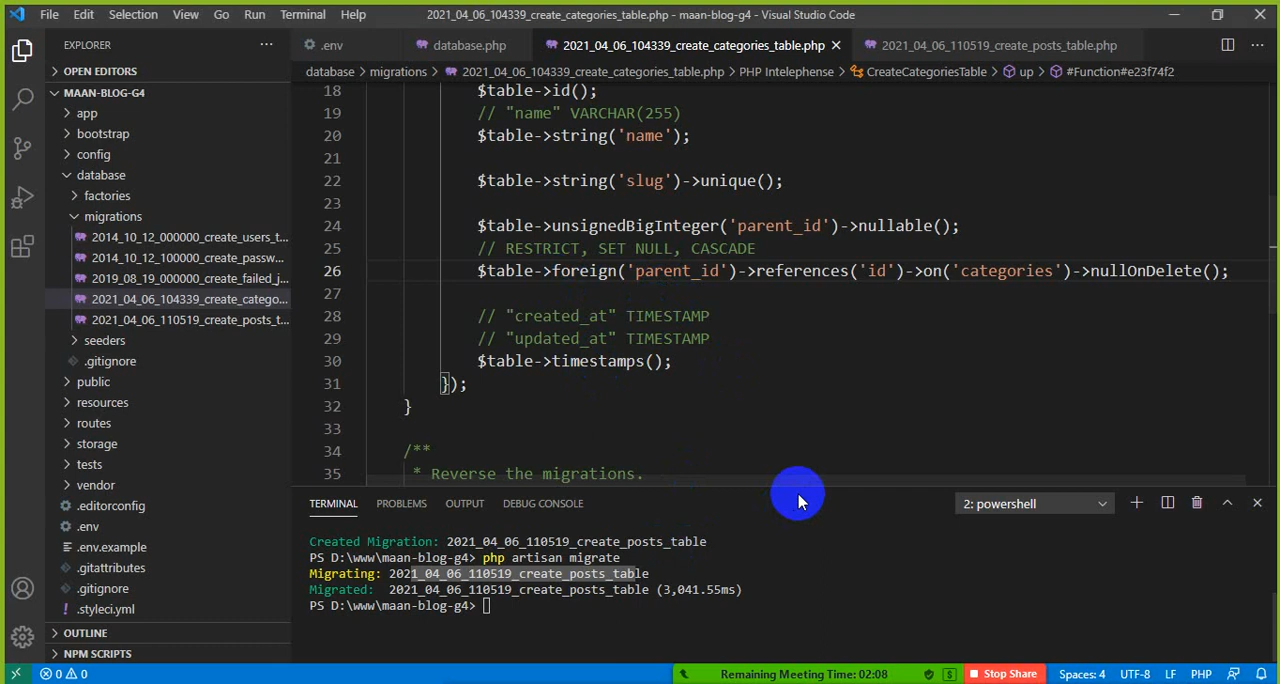 File Edit Selection View Go Run Terminal Help 2021_04_06_104339_create_categories_table.php - maan-blog-g4 - Visual Studio Code
EXPLORER
.env
database.php
2021_04_06_104339_create_categories_table.php
2021_04_06_110519_create_posts_table.php
OPEN EDITORS
database > migrations > 2021_04_06_104339_create_categories_table.php > PHP Intelephense > CreateCategoriesTable > up > #Function#e23f74f2
MAAN-BLOG-G4
app
bootstrap
config
database
factories
migrations
2014_10_12_000000_create_users_t...
2014_10_12_100000_create_passw...
2019_08_19_000000_create_failed_j...
2021_04_06_104339_create_catego...
2021_04_06_110519_create_posts_t...
seeders
.gitignore
public
resources
routes
storage
tests
vendor
.editorconfig
.env
.env.example
.gitattributes
.gitignore
.styleci.yml
OUTLINE
NPM SCRIPTS
18 $table->id();
19 // "name" VARCHAR(255)
20 $table->string('name');
21
22 $table->string('slug')->unique();
23
24 $table->unsignedBigInteger('parent_id')->nullable();
25 // RESTRICT, SET NULL, CASCADE
26 $table->foreign('parent_id')->references('id')->on('categories')->nullOnDelete();
27
28 // "created_at" TIMESTAMP
29 // "updated_at" TIMESTAMP
30 $table->timestamps();
31 });
32 }
33
34 /**
35 * Reverse the migrations.
TERMINAL PROBLEMS OUTPUT DEBUG CONSOLE 2: powershell
Created Migration: 2021_04_06_110519_create_posts_table
PS D:\www\maan-blog-g4> php artisan migrate
Migrating: 2021_04_06_110519_create_posts_table
Migrated: 2021_04_06_110519_create_posts_table (3,041.55ms)
PS D:\www\maan-blog-g4>
0 0 Remaining Meeting Time: 02:08 Stop Share Spaces: 4 UTF-8 LF PHP